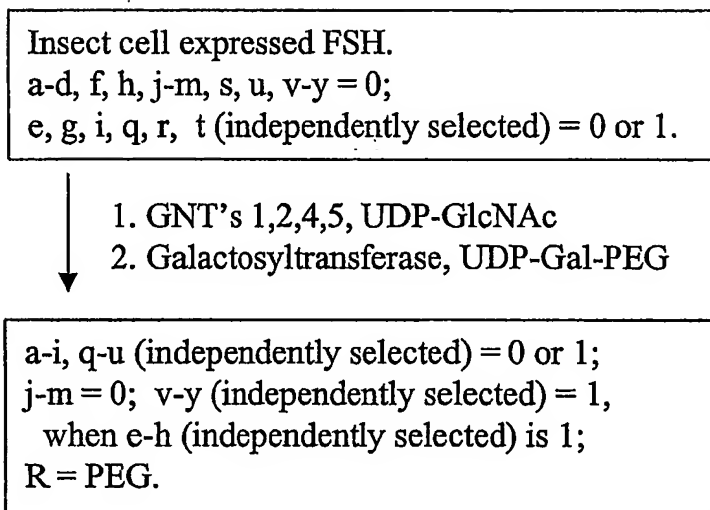 Insect cell expressed FSH.
a-d, f, h, j-m, s, u, v-y = 0;
e, g, i, q, r, t (independently selected) = 0 or 1.
1. GNT's 1,2,4,5, UDP-GlcNAc
2. Galactosyltransferase, UDP-Gal-PEG
a-i, q-u (independently selected) = 0 or 1;
j-m = 0; v-y (independently selected) = 1,
when e-h (independently selected) is 1;
R = PEG.